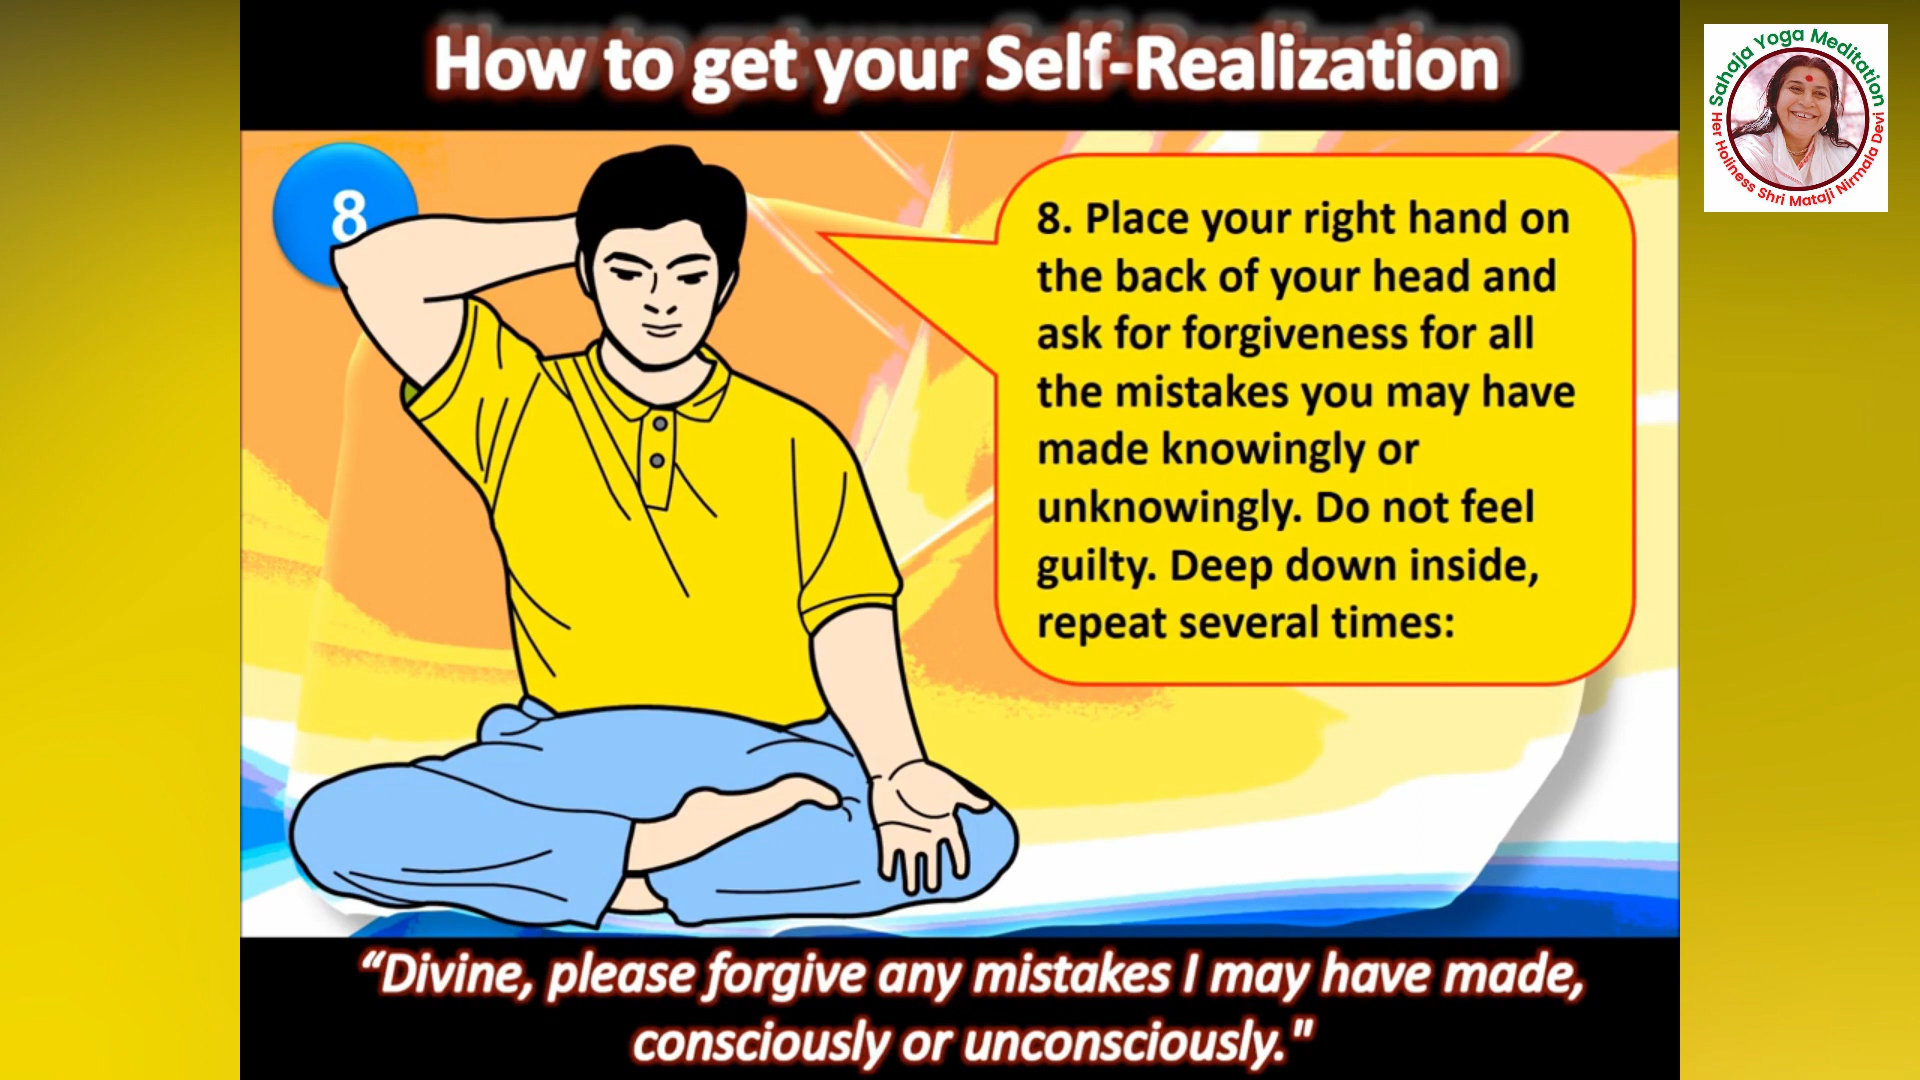 How to get your Self-Realization
Sahaja Yoga Meditation
Her Holiness Shri Mataji Nirmala Devi
8
8. Place your right hand on
the back of your head and
ask for forgiveness for all
the mistakes you may have
made knowingly or
unknowingly. Do not feel
guilty. Deep down inside,
repeat several times:
“Divine, please forgive any mistakes I may have made,
consciously or unconsciously."